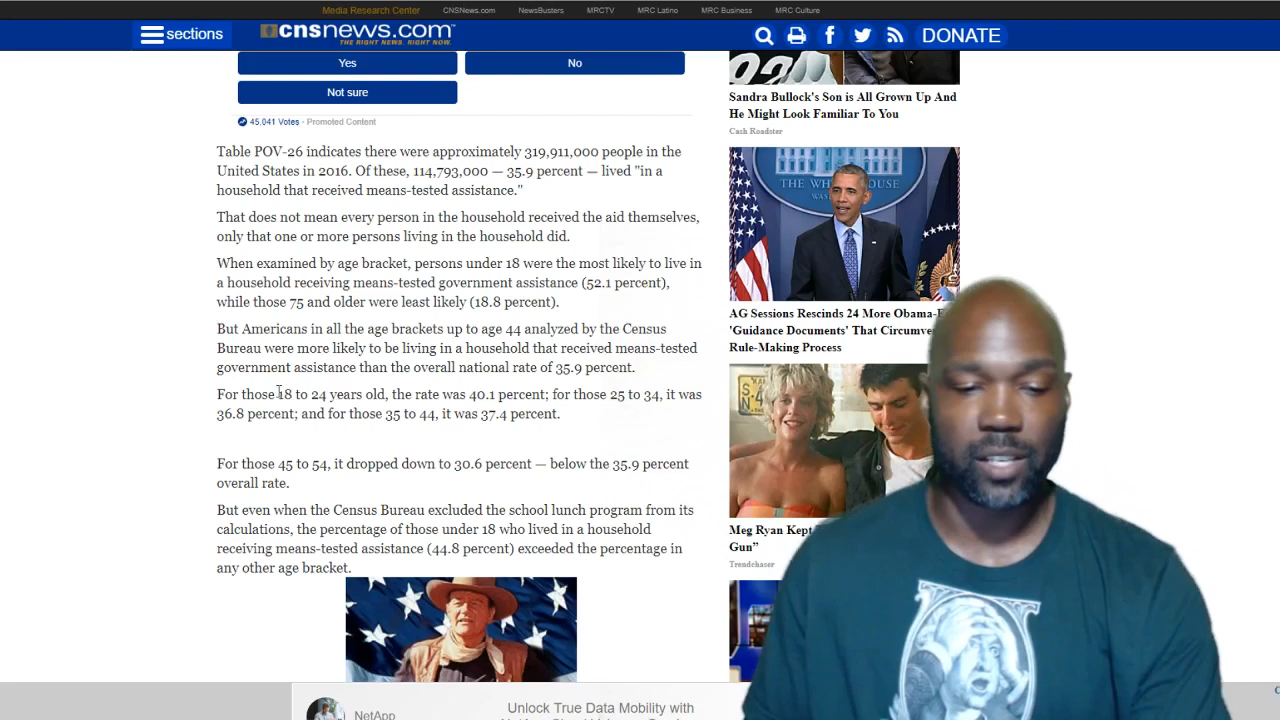 Media Research Center CNSNews.com NewsBusters MRCTV MRC Latino MRC Business MRC Culture
sections cnsnews.com DONATE
THE RIGHT NEWS. RIGHT NOW.
Yes No
Not sure
45,041 Votes - Promoted Content
Table POV-26 indicates there were approximately 319,911,000 people in the
United States in 2016. Of these, 114,793,000 — 35.9 percent — lived "in a
household that received means-tested assistance."
That does not mean every person in the household received the aid themselves,
only that one or more persons living in the household did.
When examined by age bracket, persons under 18 were the most likely to live in
a household receiving means-tested government assistance (52.1 percent),
while those 75 and older were least likely (18.8 percent).
But Americans in all the age brackets up to age 44 analyzed by the Census
Bureau were more likely to be living in a household that received means-tested
government assistance than the overall national rate of 35.9 percent.
For those 18 to 24 years old, the rate was 40.1 percent; for those 25 to 34, it was
36.8 percent; and for those 35 to 44, it was 37.4 percent.
For those 45 to 54, it dropped down to 30.6 percent — below the 35.9 percent
overall rate.
But even when the Census Bureau excluded the school lunch program from its
calculations, the percentage of those under 18 who lived in a household
receiving means-tested assistance (44.8 percent) exceeded the percentage in
any other age bracket.
NetApp
Unlock True Data Mobility with
Sandra Bullock's Son is All Grown Up And
He Might Look Familiar To You
Cash Roadster
THE WHITE HOUSE
WASHINGTON
AG Sessions Rescinds 24 More Obama-
'Guidance Documents' That Circumve
Rule-Making Process
Meg Ryan Kept
Gun”
Trendchaser